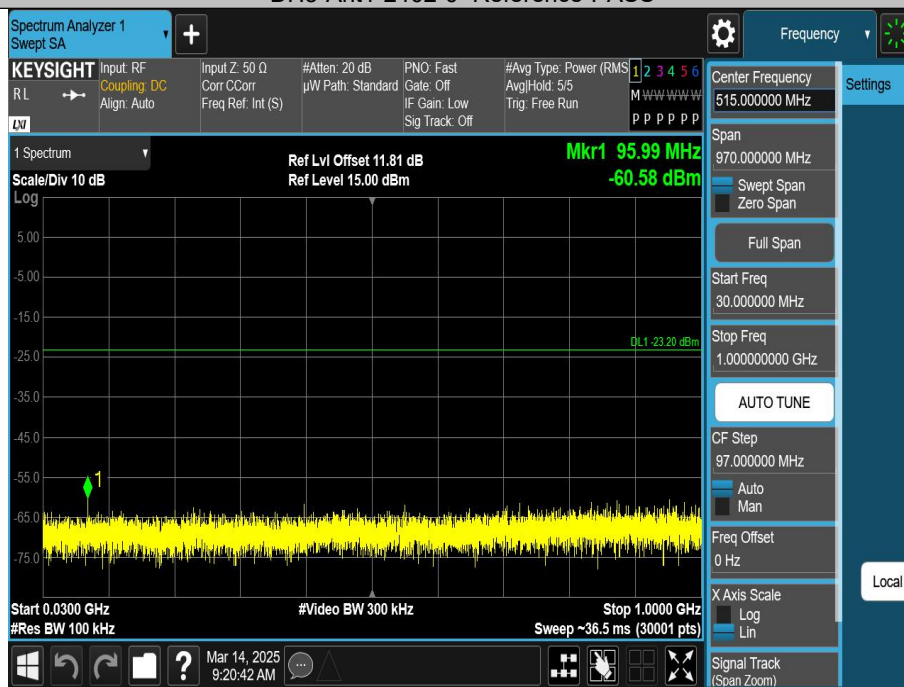 Spectrum Analyzer 1
Swept SA
Frequency
KEYSIGHT
RL
LXI
Input: RF
Coupling: DC
Align: Auto
Input Z: 50 Ω
Corr CCorr
Freq Ref: Int (S)
#Atten: 20 dB
µW Path: Standard
PNO: Fast
Gate: Off
IF Gain: Low
Sig Track: Off
#Avg Type: Power (RMS
Avg|Hold: 5/5
Trig: Free Run
1 2 3 4 5 6
M W W W W W
P P P P P P
1 Spectrum
Scale/Div 10 dB
Log
Ref Lvl Offset 11.81 dB
Ref Level 15.00 dBm
Mkr1 95.99 MHz
-60.58 dBm
5.00
-5.00
-15.0
-25.0
-35.0
-45.0
-55.0
-65.0
-75.0
DL1 -23.20 dBm
1
Start 0.0300 GHz
#Res BW 100 kHz
#Video BW 300 kHz
Stop 1.0000 GHz
Sweep ~36.5 ms (30001 pts)
Center Frequency
515.000000 MHz
Settings
Span
970.000000 MHz
Swept Span
Zero Span
Full Span
Start Freq
30.000000 MHz
Stop Freq
1.000000000 GHz
AUTO TUNE
CF Step
97.000000 MHz
Auto
Man
Freq Offset
0 Hz
X Axis Scale
Log
Lin
Local
Signal Track
(Span Zoom)
?
Mar 14, 2025
9:20:42 AM